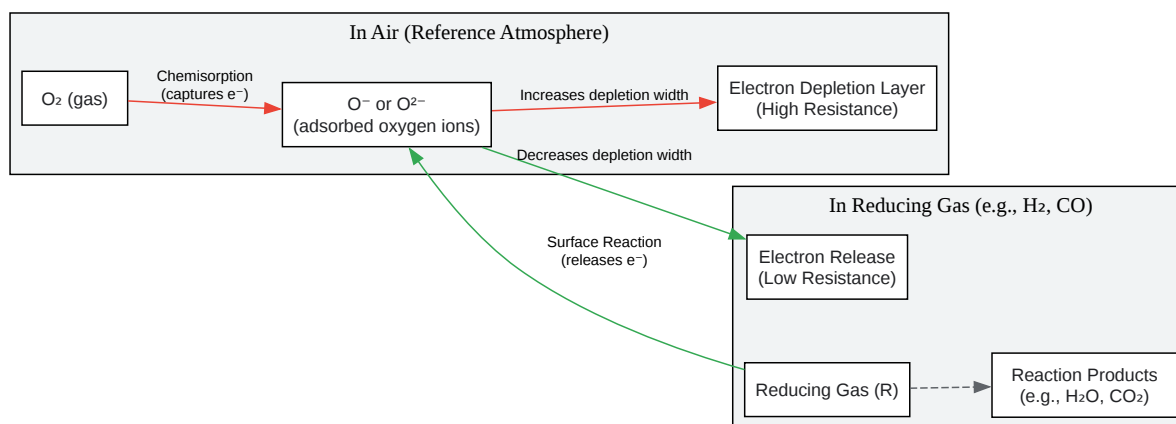 In Air (Reference Atmosphere)
O₂ (gas)
Chemisorption
(captures e⁻)
O⁻ or O²⁻
(adsorbed oxygen ions)
Increases depletion width
Electron Depletion Layer
(High Resistance)
Decreases depletion width
In Reducing Gas (e.g., H₂, CO)
Surface Reaction
(releases e⁻)
Electron Release
(Low Resistance)
Reducing Gas (R)
Reaction Products
(e.g., H₂O, CO₂)